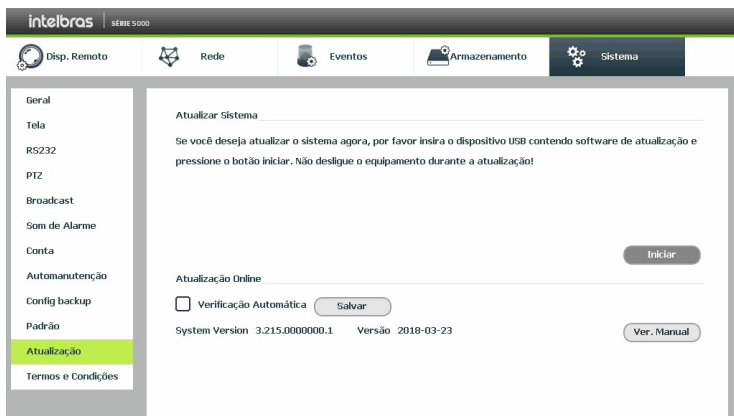 intelbras SÉRIE 5000
Disp. Remoto Rede Eventos Armazenamento Sistema
Geral
Tela
RS232
PTZ
Broadcast
Som de Alarme
Conta
Automanutenção
Config backup
Padrão
Atualização
Termos e Condições
Atualizar Sistema
Se você deseja atualizar o sistema agora, por favor insira o dispositivo USB contendo software de atualização e
pressione o botão iniciar. Não desligue o equipamento durante a atualização!
Iniciar
Atualização Online
Verificação Automática Salvar
System Version 3.215.0000000.1 Versão 2018-03-23 Ver. Manual